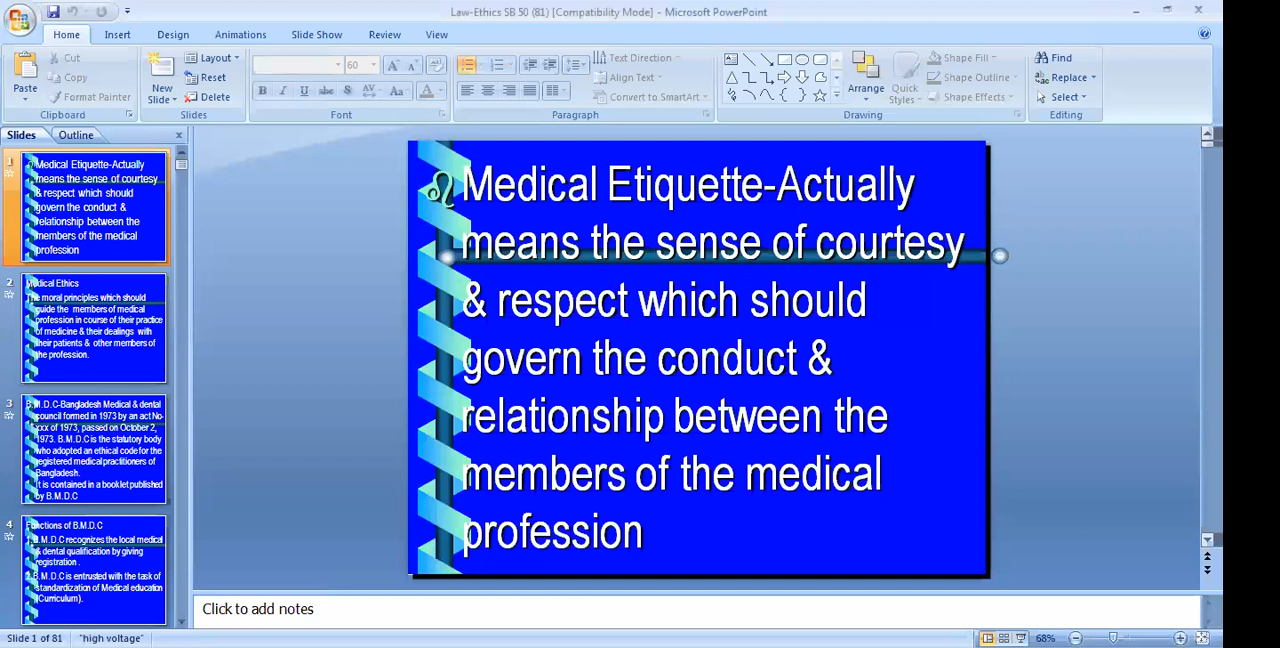 Law-Ethics SB 50 (81) [Compatibility Mode] - Microsoft PowerPoint
Home Insert Design Animations Slide Show Review View
Paste
Cut
Copy
Format Painter
Clipboard
New Slide
Layout
Reset
Delete
Slides
60
B I U abc S AV Aa A
Font
Text Direction
Align Text
Convert to SmartArt
Paragraph
Arrange
Quick Styles
Shape Fill
Shape Outline
Shape Effects
Drawing
Find
Replace
Select
Editing
Slides Outline
1
Medical Etiquette-Actually
means the sense of courtesy
& respect which should
govern the conduct &
relationship between the
members of the medical
profession
2
Medical Ethics
The moral principles which should
guide the members of medical
profession in course of their practice
of medicine & their dealings with
their patients & other members of
the profession.
3
B.M.D.C-Bangladesh Medical & dental
council formed in 1973 by an act No-
xxx of 1973, passed on October 2,
1973. B.M.D.C is the statutory body
who adopted an ethical code for the
registered medical practitioners of
Bangladesh.
It is contained in a booklet published
by B.M.D.C
4
Functions of B.M.D.C
B.M.D.C recognizes the local medical
& dental qualification by giving
registration .
B.M.D.C is entrusted with the task of
standardization of Medical education
(Curriculum).
Medical Etiquette-Actually
means the sense of courtesy
& respect which should
govern the conduct &
relationship between the
members of the medical
profession
Click to add notes
Slide 1 of 81 "high voltage" 68%